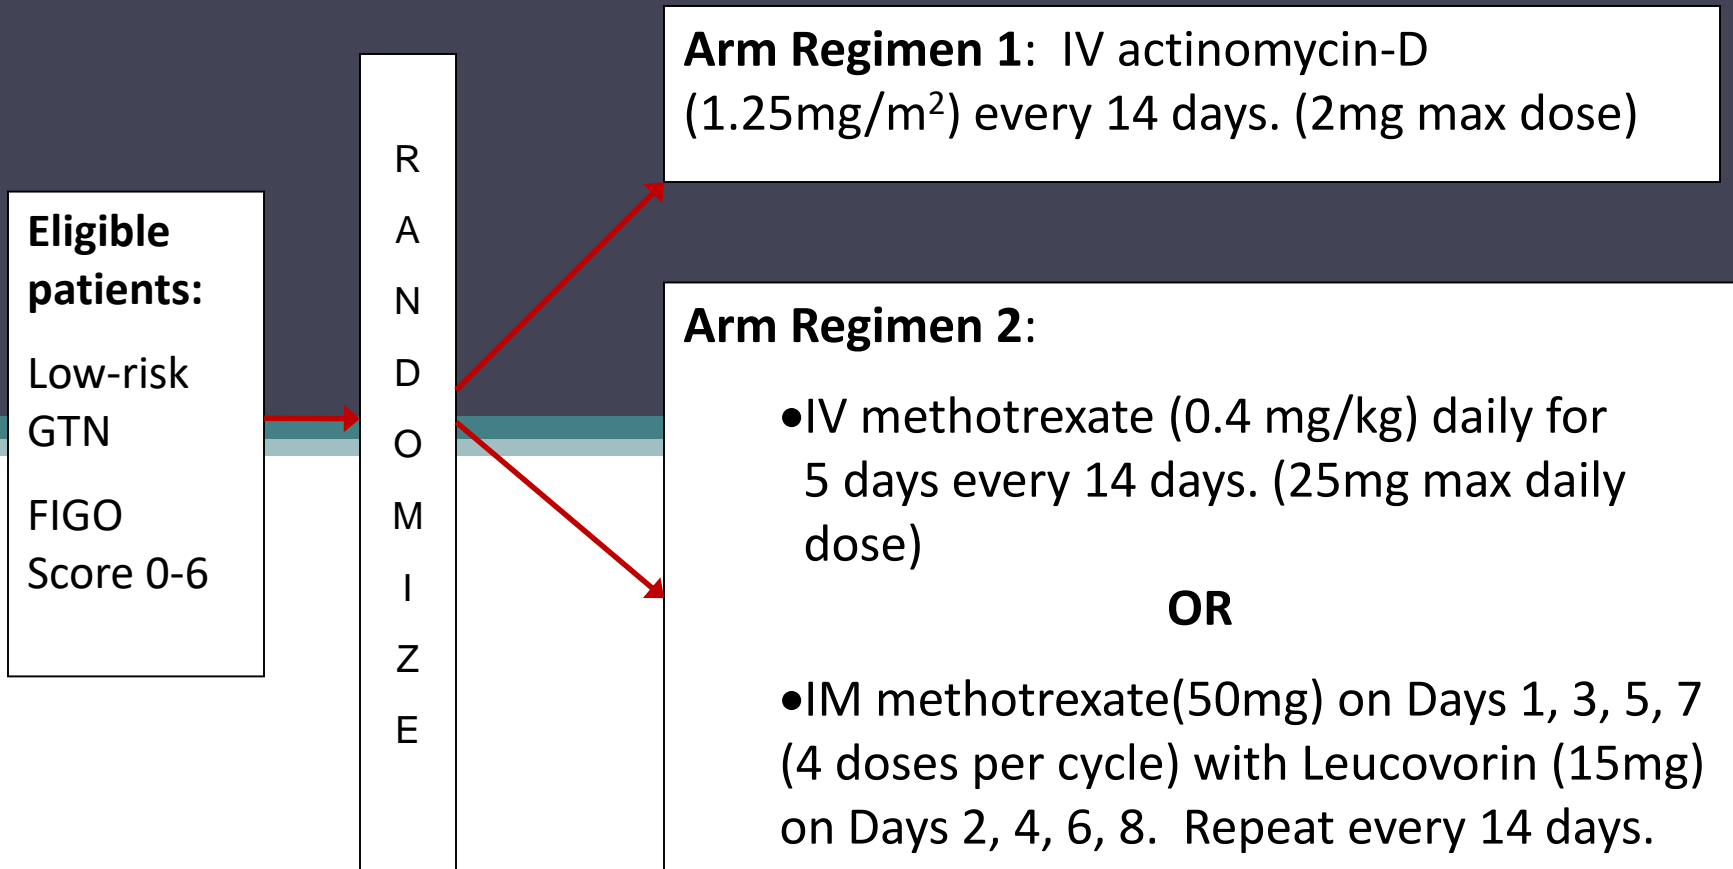 Eligible
patients:
Low-risk
GTN
FIGO
Score 0-6
R
A
N
D
O
M
I
Z
E
Arm Regimen 1:  IV actinomycin-D
(1.25mg/m²) every 14 days. (2mg max dose)
Arm Regimen 2:
•IV methotrexate (0.4 mg/kg) daily for
5 days every 14 days. (25mg max daily
dose)
OR
•IM methotrexate(50mg) on Days 1, 3, 5, 7
(4 doses per cycle) with Leucovorin (15mg)
on Days 2, 4, 6, 8.  Repeat every 14 days.